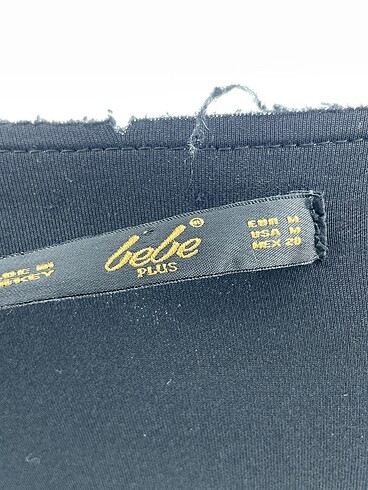 bebe®
PLUS
EUR M
USA M
MEX 28